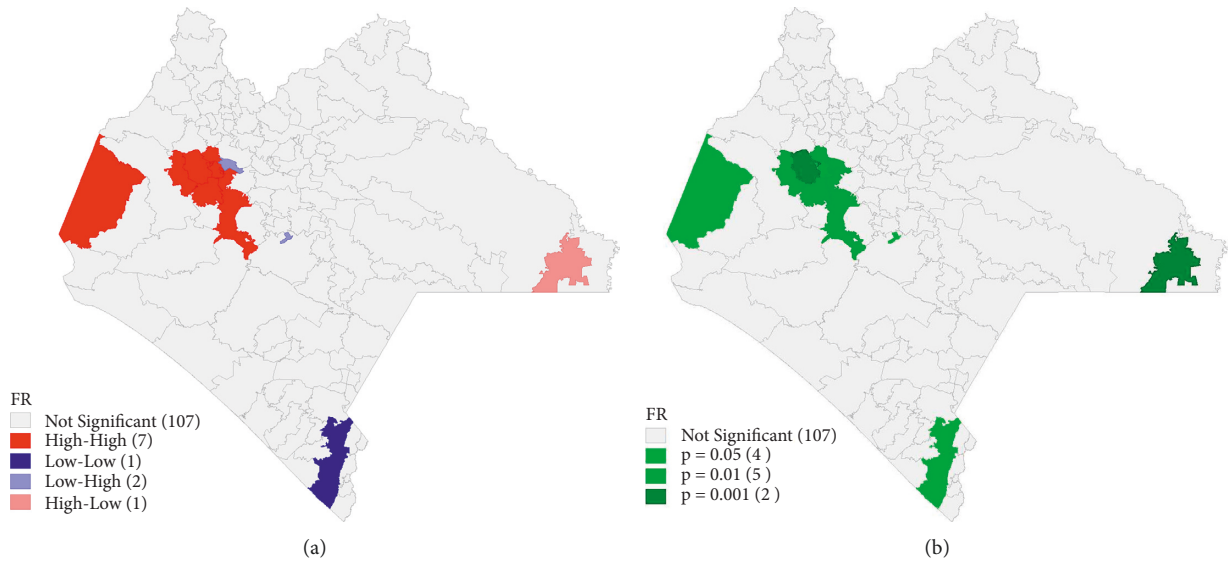 FR
Not Significant (107)
High-High (7)
Low-Low (1)
Low-High (2)
High-Low (1)
(a)
FR
Not Significant (107)
p = 0.05 (4 )
p = 0.01 (5 )
p = 0.001 (2 )
(b)